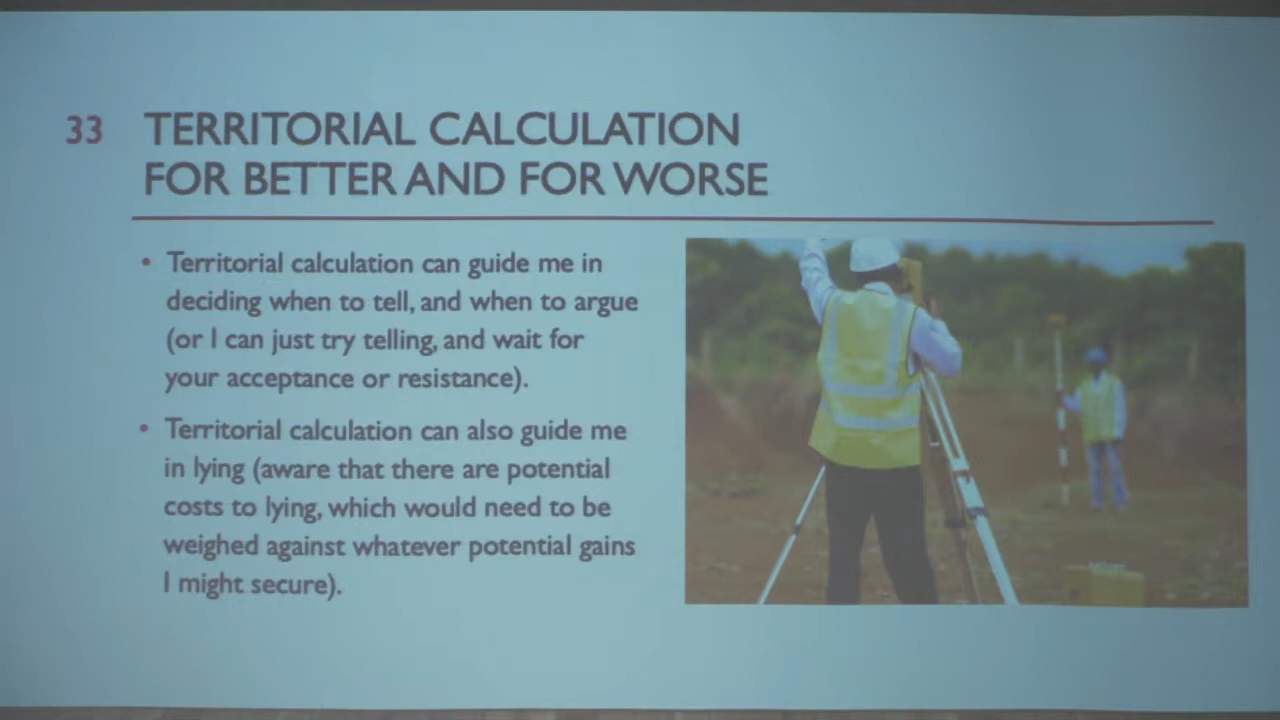 33
TERRITORIAL CALCULATION
FOR BETTER AND FOR WORSE
• Territorial calculation can guide me in
deciding when to tell, and when to argue
(or I can just try telling, and wait for
your acceptance or resistance).
• Territorial calculation can also guide me
in lying (aware that there are potential
costs to lying, which would need to be
weighed against whatever potential gains
I might secure).